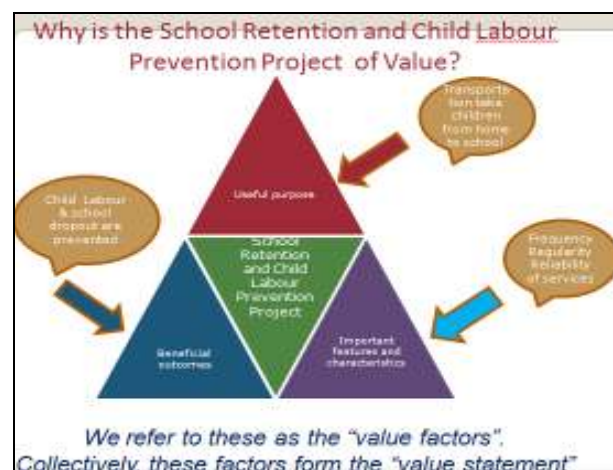 Why is the School Retention and Child Labour
Prevention Project of Value?
Transporta
tion take
children
from home
to school
Useful purpose
Child Labour
& school
dropout are
prevented
School
Retention
and Child
Labour
Prevention
Project
Frequency
Regularity
Reliability
of services
Beneficial
outcomes
Important
features and
characteristics
We refer to these as the "value factors".
Collectively, these factors form the "value statement"